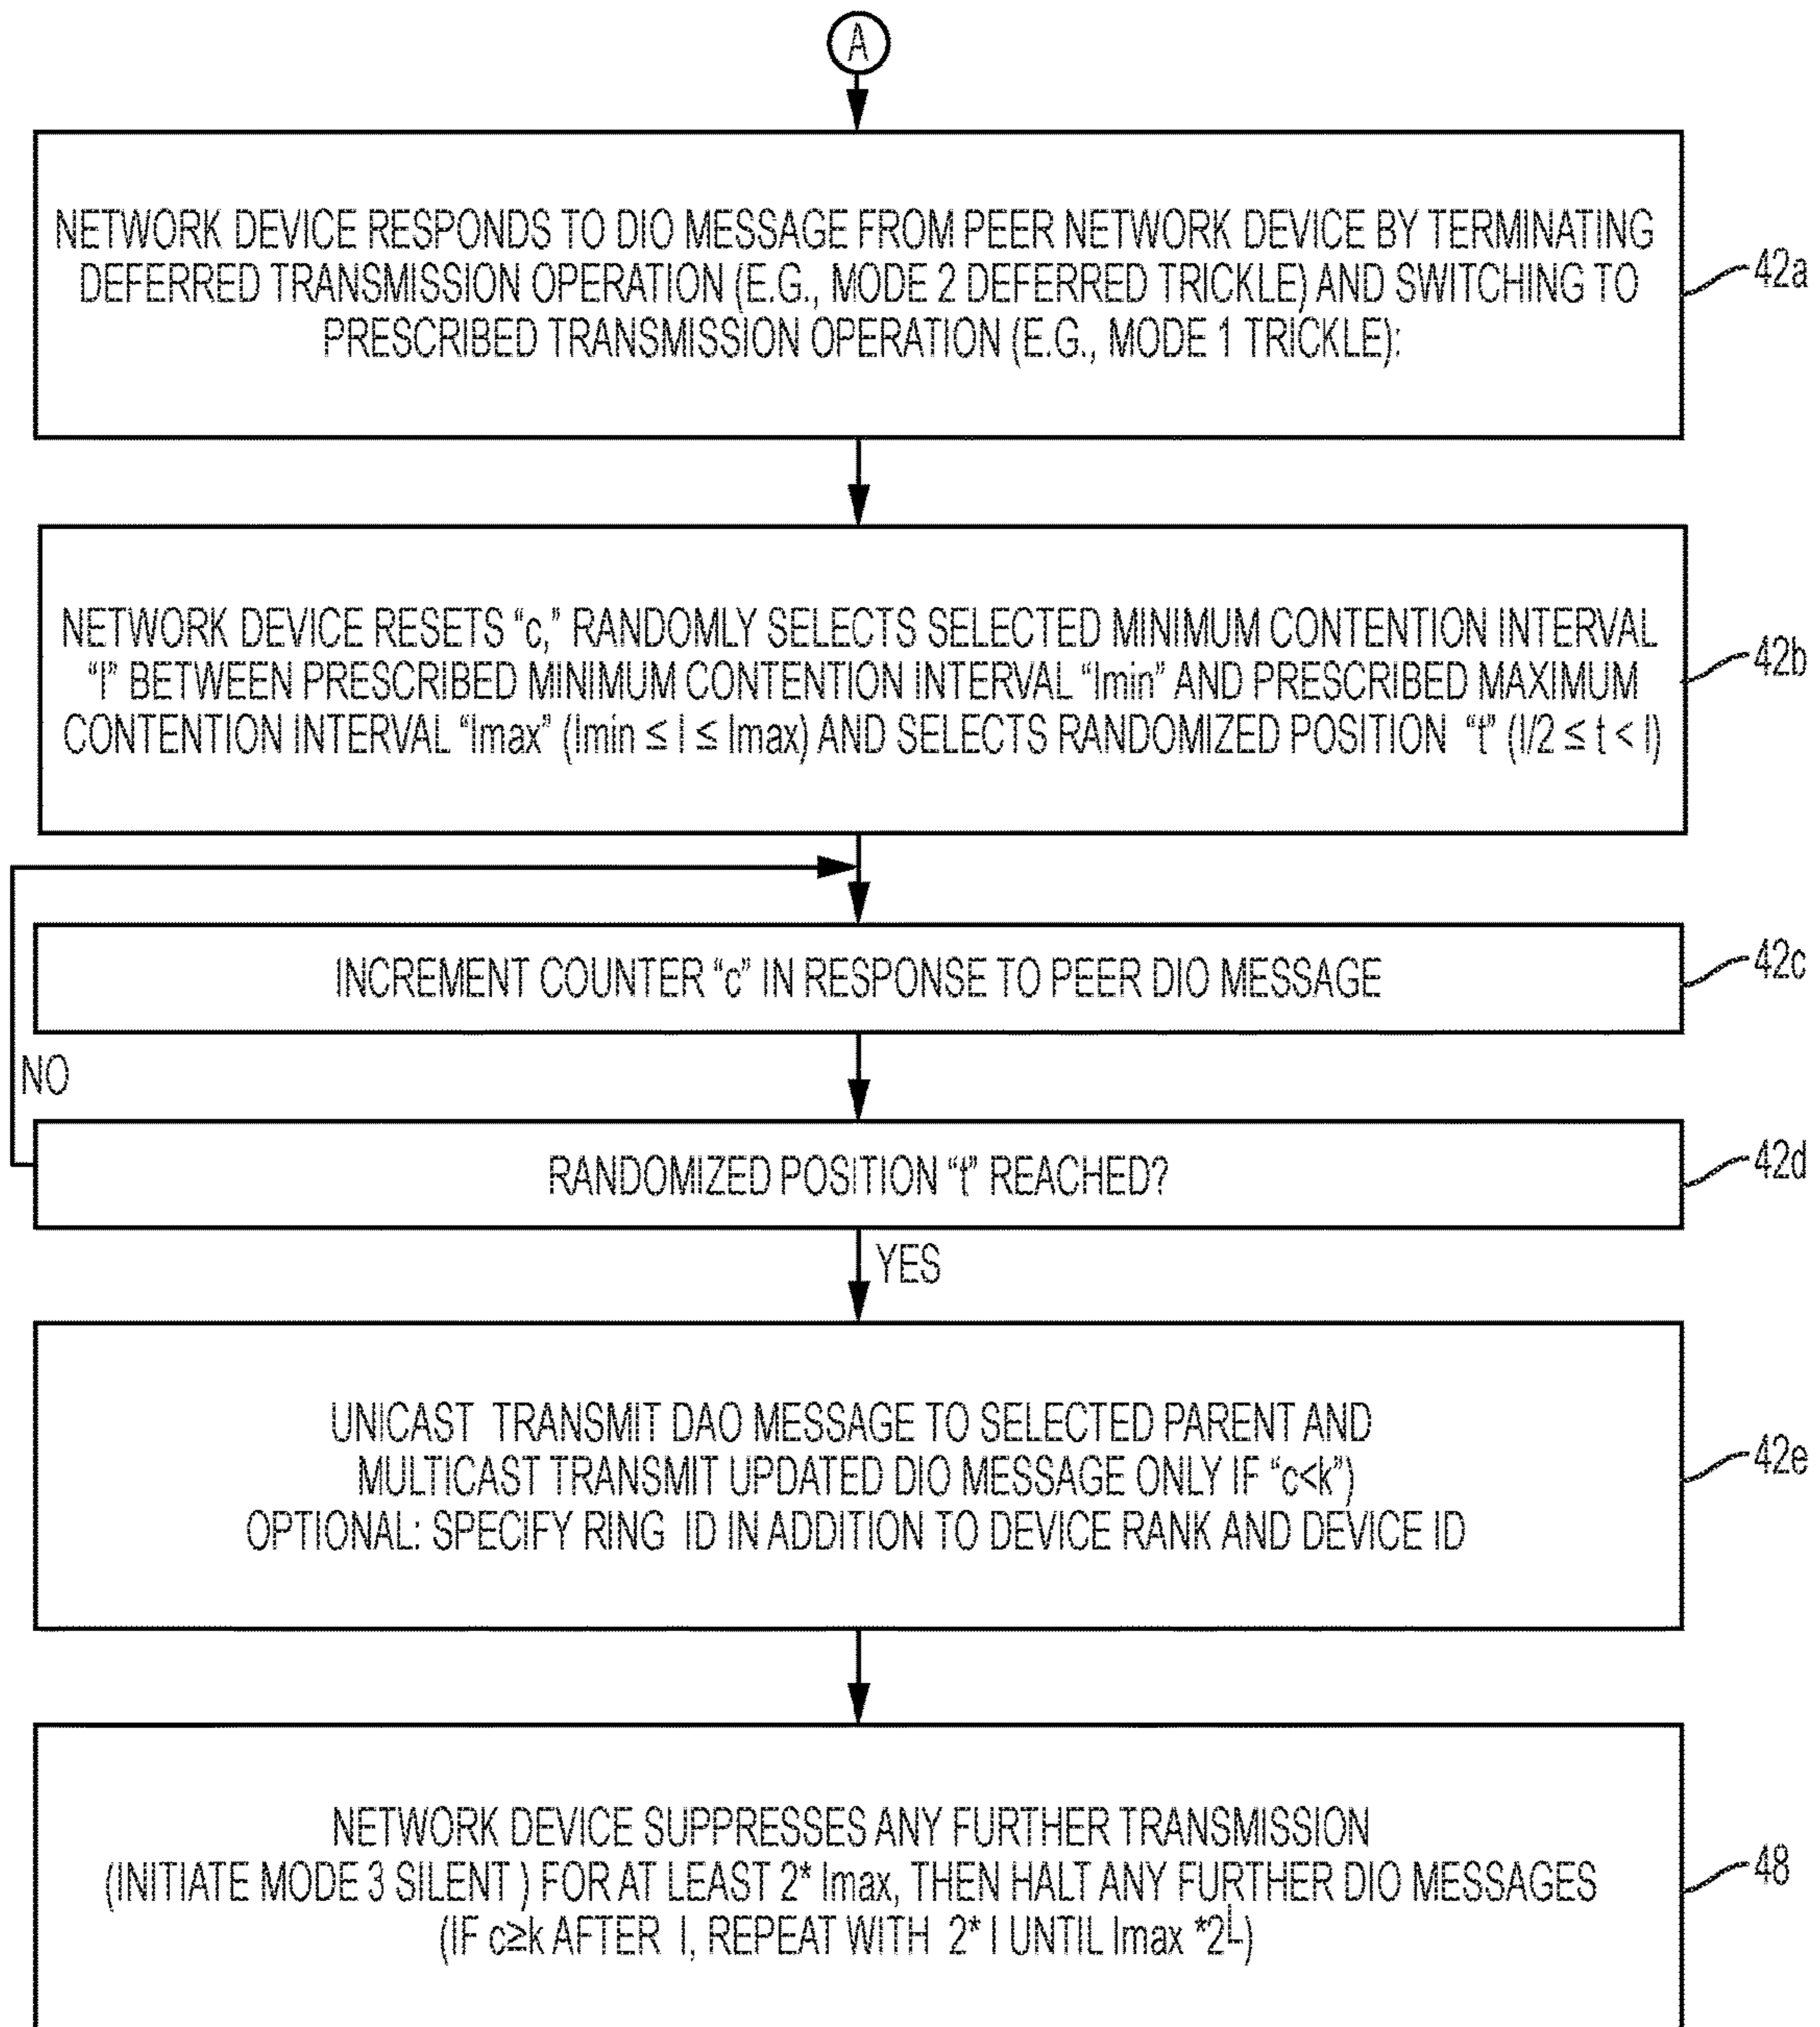 A
NETWORK DEVICE RESPONDS TO DIO MESSAGE FROM PEER NETWORK DEVICE BY TERMINATING
DEFERRED TRANSMISSION OPERATION (E.G., MODE 2 DEFERRED TRICKLE) AND SWITCHING TO
PRESCRIBED TRANSMISSION OPERATION (E.G., MODE 1 TRICKLE):
42a
NETWORK DEVICE RESETS “c,” RANDOMLY SELECTS SELECTED MINIMUM CONTENTION INTERVAL
“I” BETWEEN PRESCRIBED MINIMUM CONTENTION INTERVAL “Imin” AND PRESCRIBED MAXIMUM
CONTENTION INTERVAL “Imax” (Imin ≤ I ≤ Imax) AND SELECTS RANDOMIZED POSITION “t” (I/2 ≤ t < I)
42b
INCREMENT COUNTER “c” IN RESPONSE TO PEER DIO MESSAGE
42c
NO
RANDOMIZED POSITION “t” REACHED?
42d
YES
UNICAST TRANSMIT DAO MESSAGE TO SELECTED PARENT AND
MULTICAST TRANSMIT UPDATED DIO MESSAGE ONLY IF “c<k”)
OPTIONAL: SPECIFY RING ID IN ADDITION TO DEVICE RANK AND DEVICE ID
42e
NETWORK DEVICE SUPPRESSES ANY FURTHER TRANSMISSION
(INITIATE MODE 3 SILENT ) FOR AT LEAST 2* Imax, THEN HALT ANY FURTHER DIO MESSAGES
(IF c≥k AFTER I, REPEAT WITH 2* I UNTIL Imax *2^L)
48